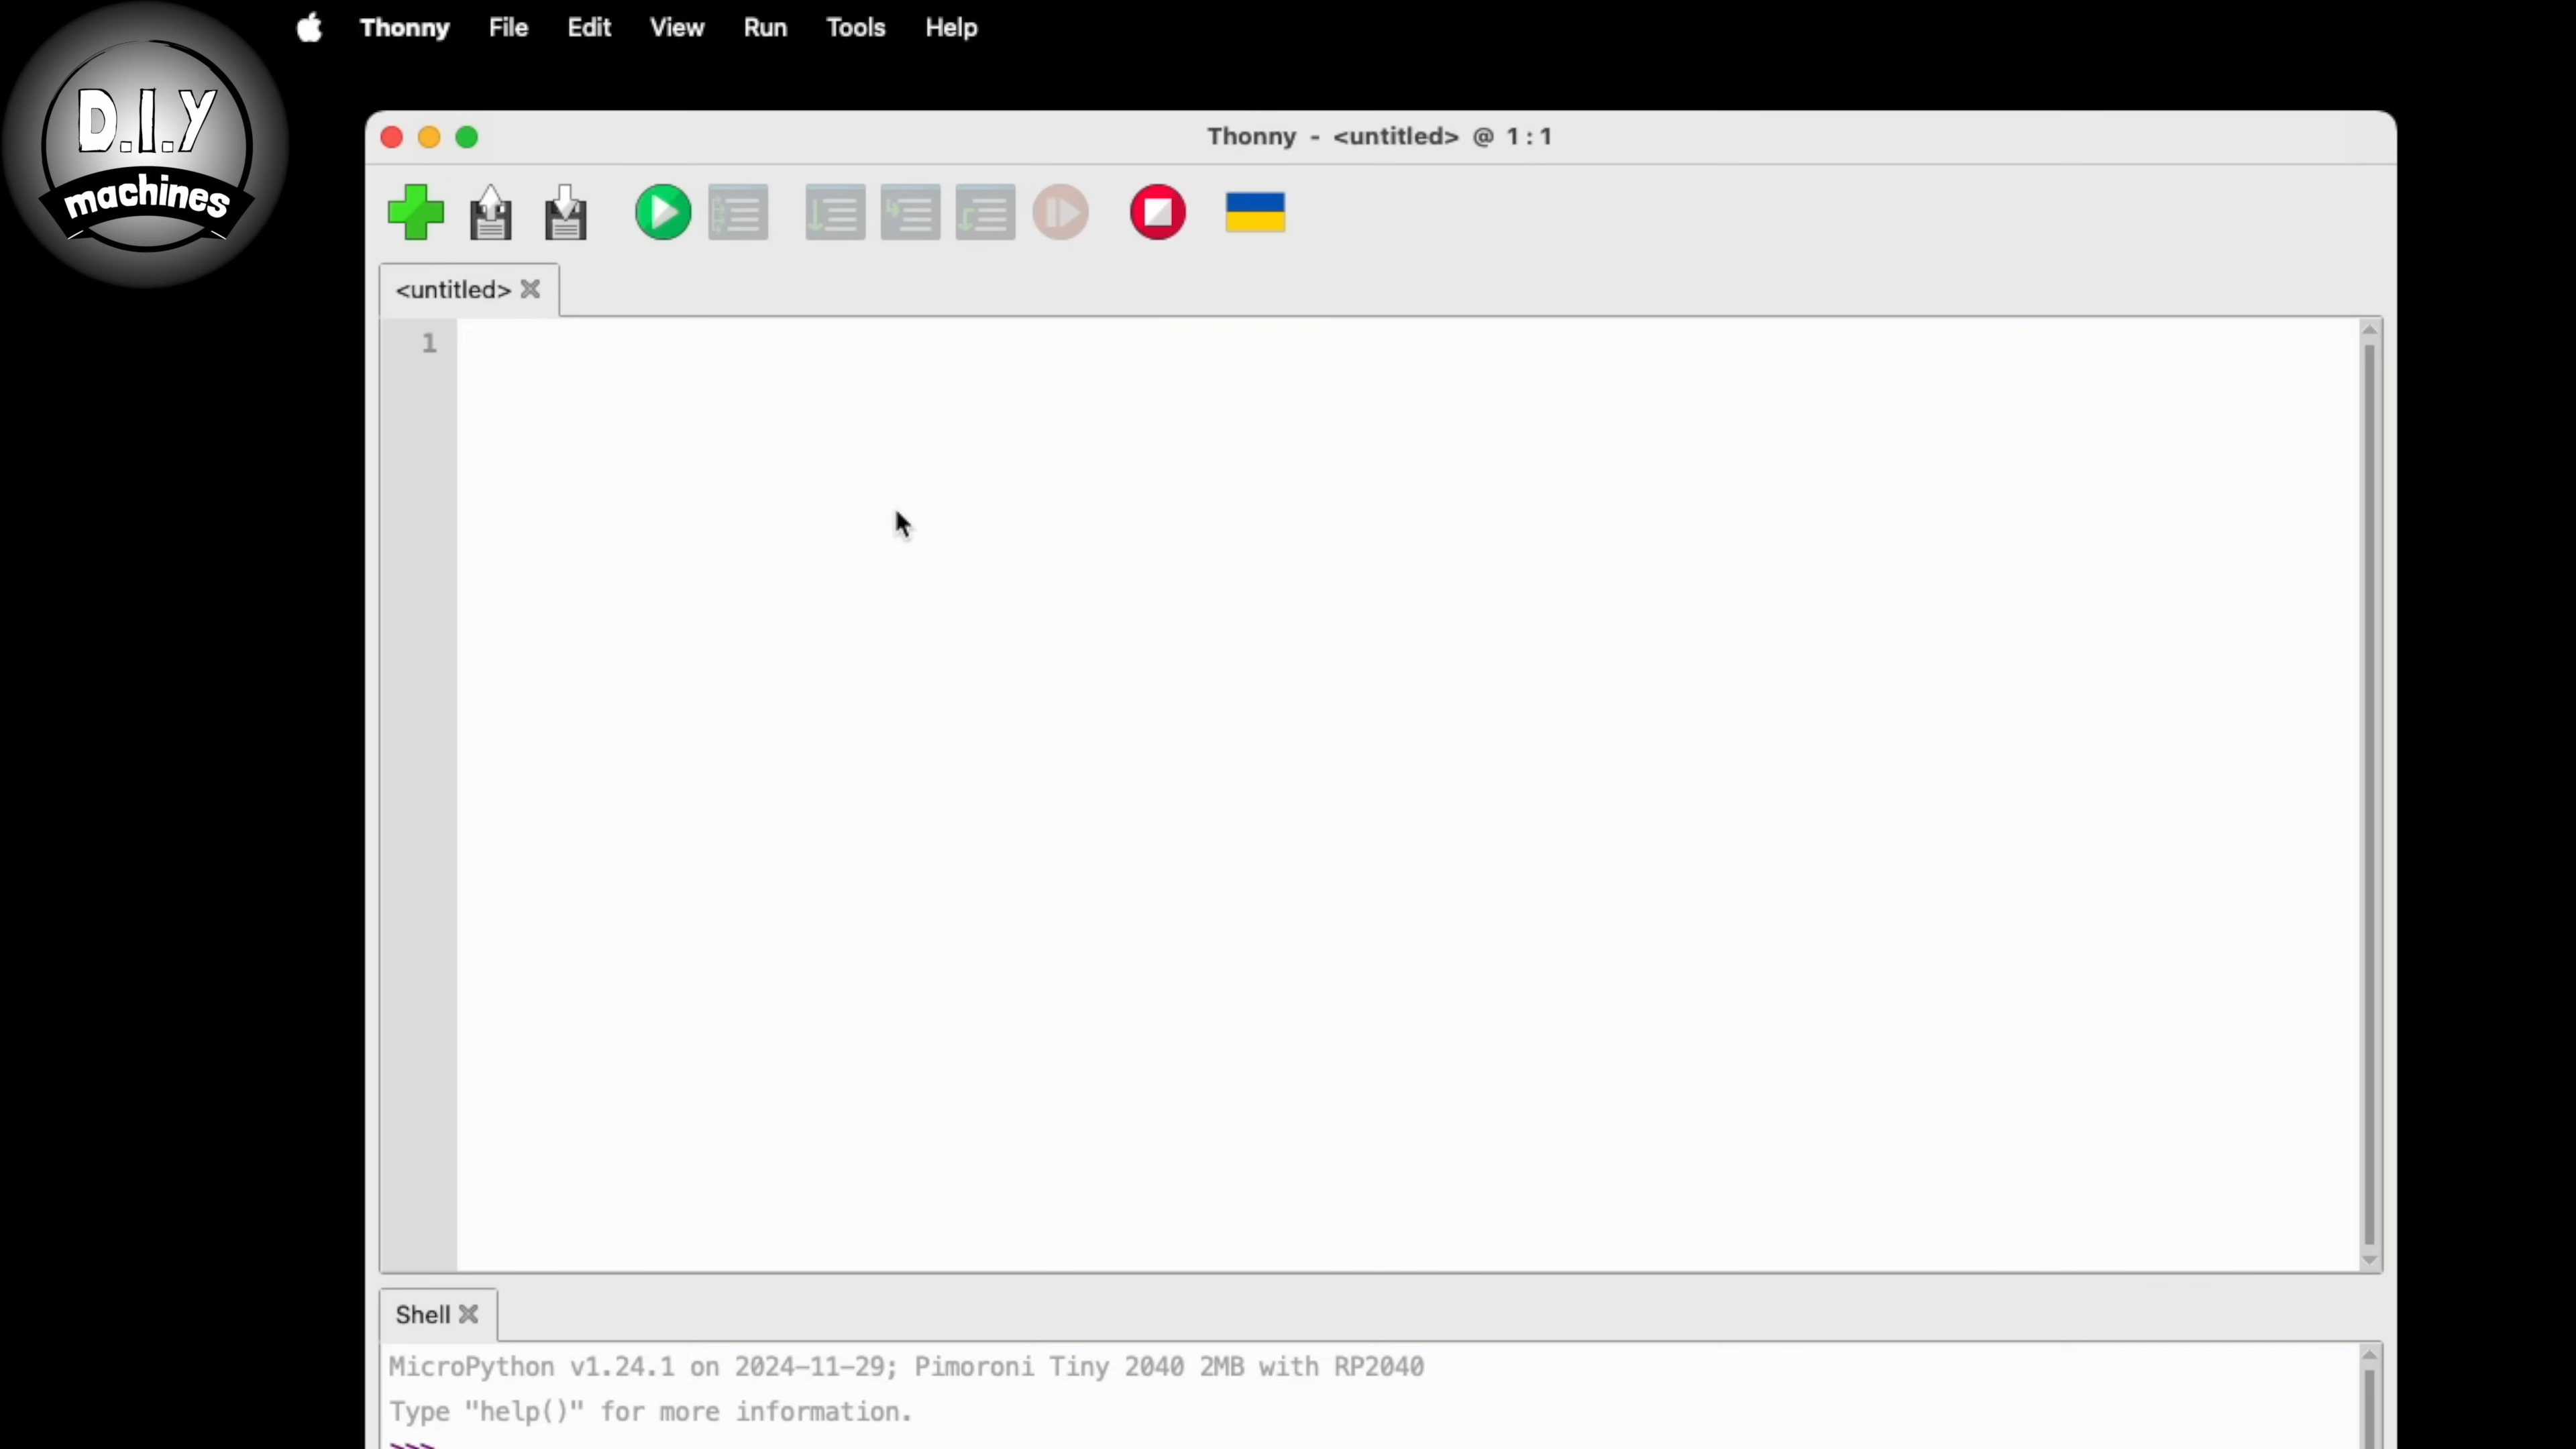 D.I.Y
machines
Thonny File Edit View Run Tools Help
Thonny - <untitled> @ 1 : 1
<untitled>
1
Shell
MicroPython v1.24.1 on 2024-11-29; Pimoroni Tiny 2040 2MB with RP2040
Type "help()" for more information.
>>>